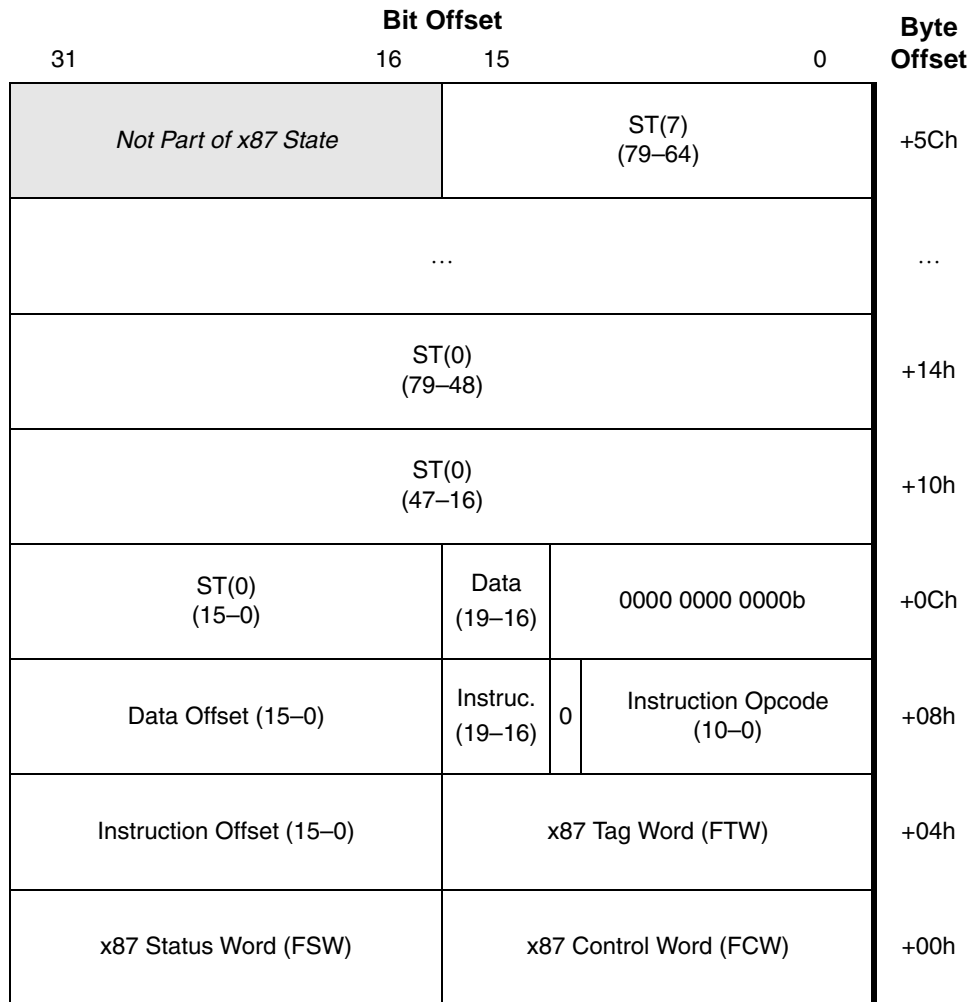 Bit Offset
Byte Offset
31 16 15 0
Not Part of x87 State
ST(7)
(79–64)
+5Ch
…
…
ST(0)
(79–48)
+14h
ST(0)
(47–16)
+10h
ST(0)
(15–0)
Data
(19–16)
0000 0000 0000b
+0Ch
Data Offset (15–0)
Instruc.
(19–16)
0
Instruction Opcode
(10–0)
+08h
Instruction Offset (15–0)
x87 Tag Word (FTW)
+04h
x87 Status Word (FSW)
x87 Control Word (FCW)
+00h